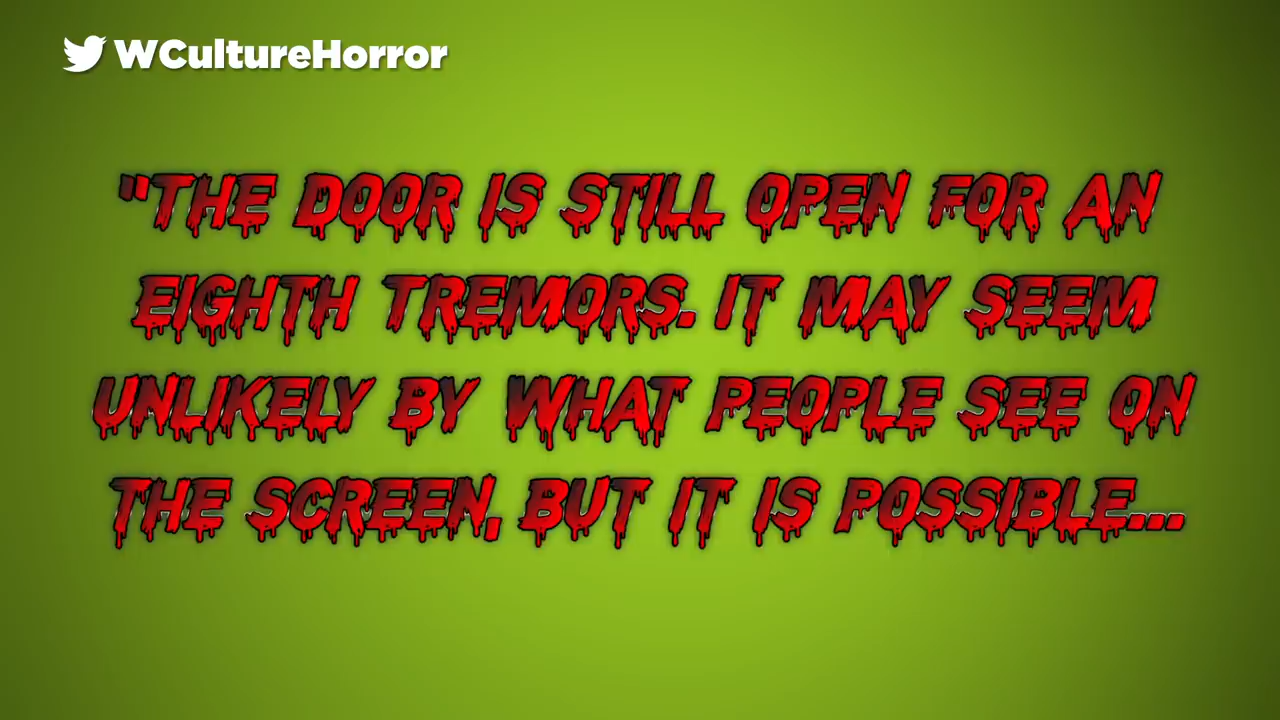 WCultureHorror
"THE DOOR IS STILL OPEN FOR AN
EIGHTH TREMORS. IT MAY SEEM
UNLIKELY BY WHAT PEOPLE SEE ON
THE SCREEN, BUT IT IS POSSIBLE...